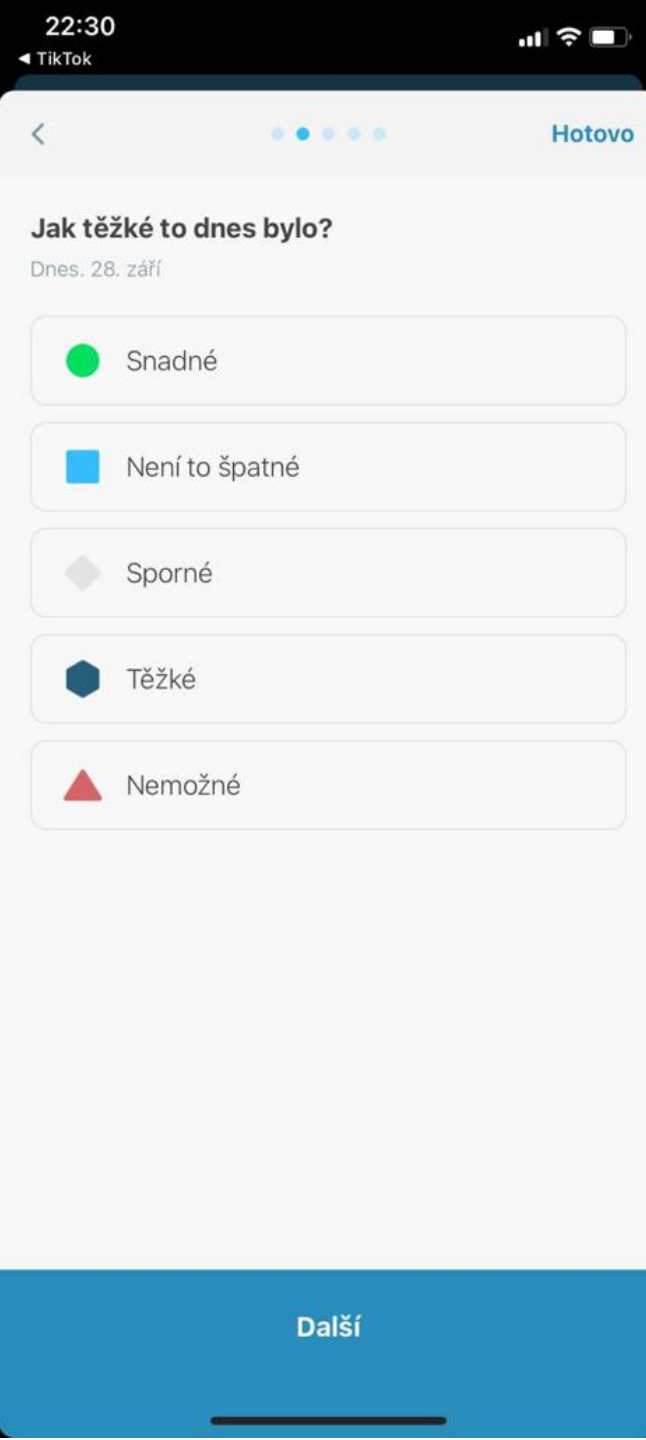 22:30
◀ TikTok
Hotovo
Jak těžké to dnes bylo?
Dnes. 28. září
Snadné
Není to špatné
Sporné
Těžké
Nemožné
Další